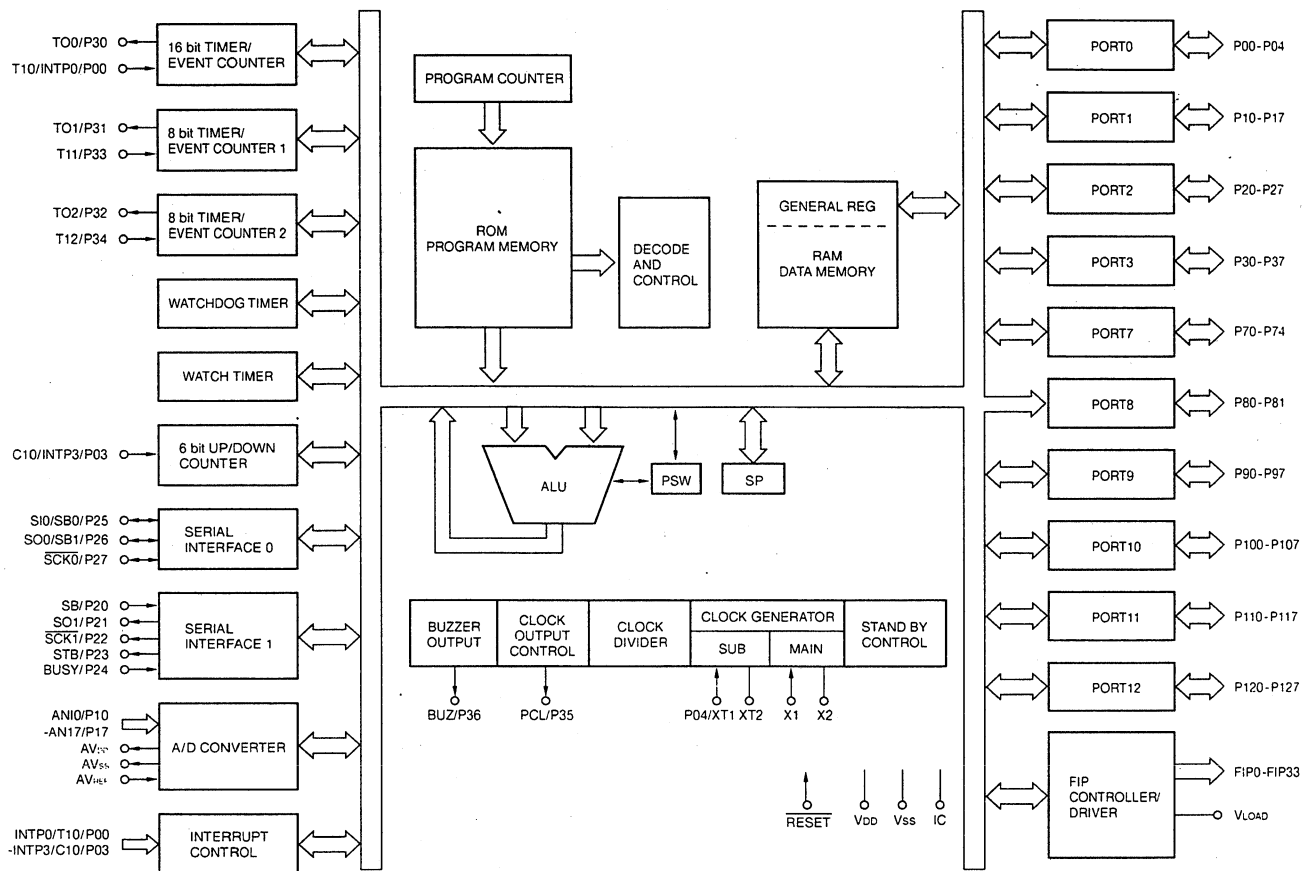 TO0/P30
T10/INTP0/P00
16 bit TIMER/
EVENT COUNTER
TO1/P31
T11/P33
8 bit TIMER/
EVENT COUNTER 1
TO2/P32
T12/P34
8 bit TIMER/
EVENT COUNTER 2
WATCHDOG TIMER
WATCH TIMER
C10/INTP3/P03
6 bit UP/DOWN
COUNTER
SI0/SB0/P25
SO0/SB1/P26
SCK0/P27
SERIAL
INTERFACE 0
SB/P20
SO1/P21
SCK1/P22
STB/P23
BUSY/P24
SERIAL
INTERFACE 1
ANI0/P10
-AN17/P17
AVDD
AVSS
AVREF
A/D CONVERTER
INTP0/T10/P00
-INTP3/C10/P03
INTERRUPT
CONTROL
PROGRAM COUNTER
ROM
PROGRAM MEMORY
DECODE
AND
CONTROL
GENERAL REG
RAM
DATA MEMORY
ALU
PSW
SP
BUZZER
OUTPUT
CLOCK
OUTPUT
CONTROL
CLOCK
DIVIDER
CLOCK GENERATOR
SUB
MAIN
STAND BY
CONTROL
BUZ/P36
PCL/P35
P04/XT1
XT2
X1
X2
RESET
VDD
VSS
IC
PORT0
P00-P04
PORT1
P10-P17
PORT2
P20-P27
PORT3
P30-P37
PORT7
P70-P74
PORT8
P80-P81
PORT9
P90-P97
PORT10
P100-P107
PORT11
P110-P117
PORT12
P120-P127
FIP
CONTROLLER/
DRIVER
FIP0-FIP33
VLOAD